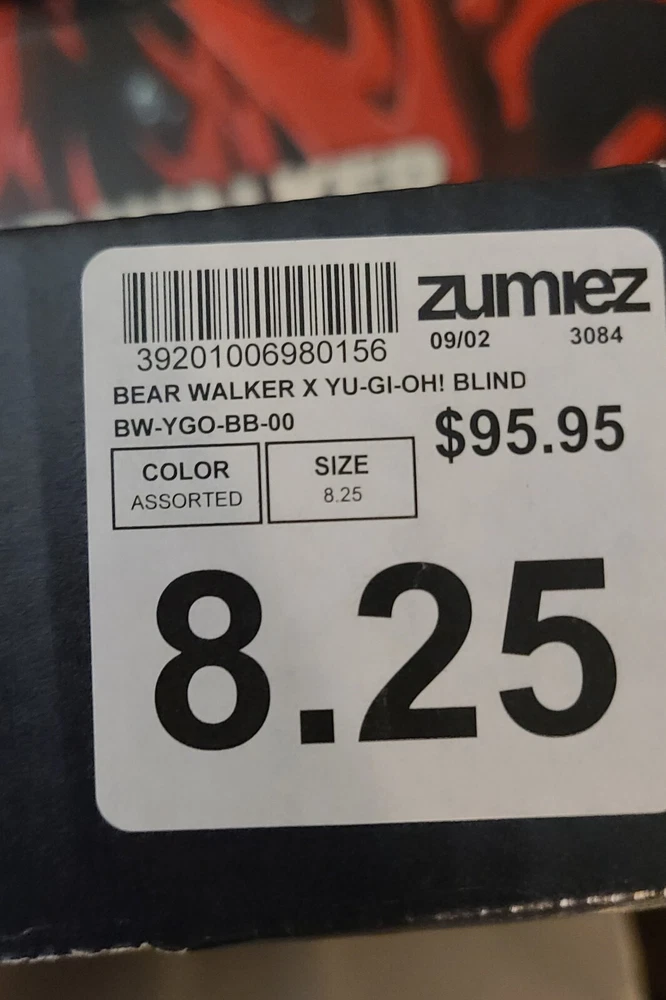 WALKER
zumiez
39201006980156
09/02 3084
BEAR WALKER X YU-GI-OH! BLIND
BW-YGO-BB-00
$95.95
COLOR
ASSORTED
SIZE
8.25
8.25